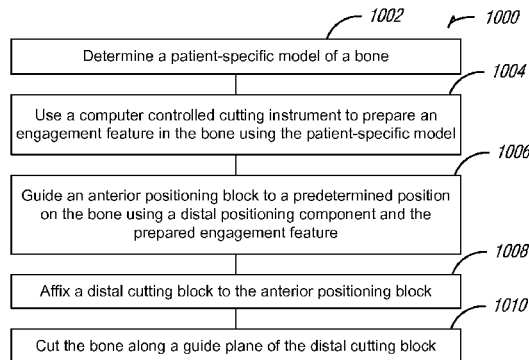 1002
1000
Determine a patient-specific model of a bone
1004
Use a computer controlled cutting instrument to prepare an
engagement feature in the bone using the patient-specific model
1006
Guide an anterior positioning block to a predetermined position
on the bone using a distal positioning component and the
prepared engagement feature
1008
Affix a distal cutting block to the anterior positioning block
1010
Cut the bone along a guide plane of the distal cutting block